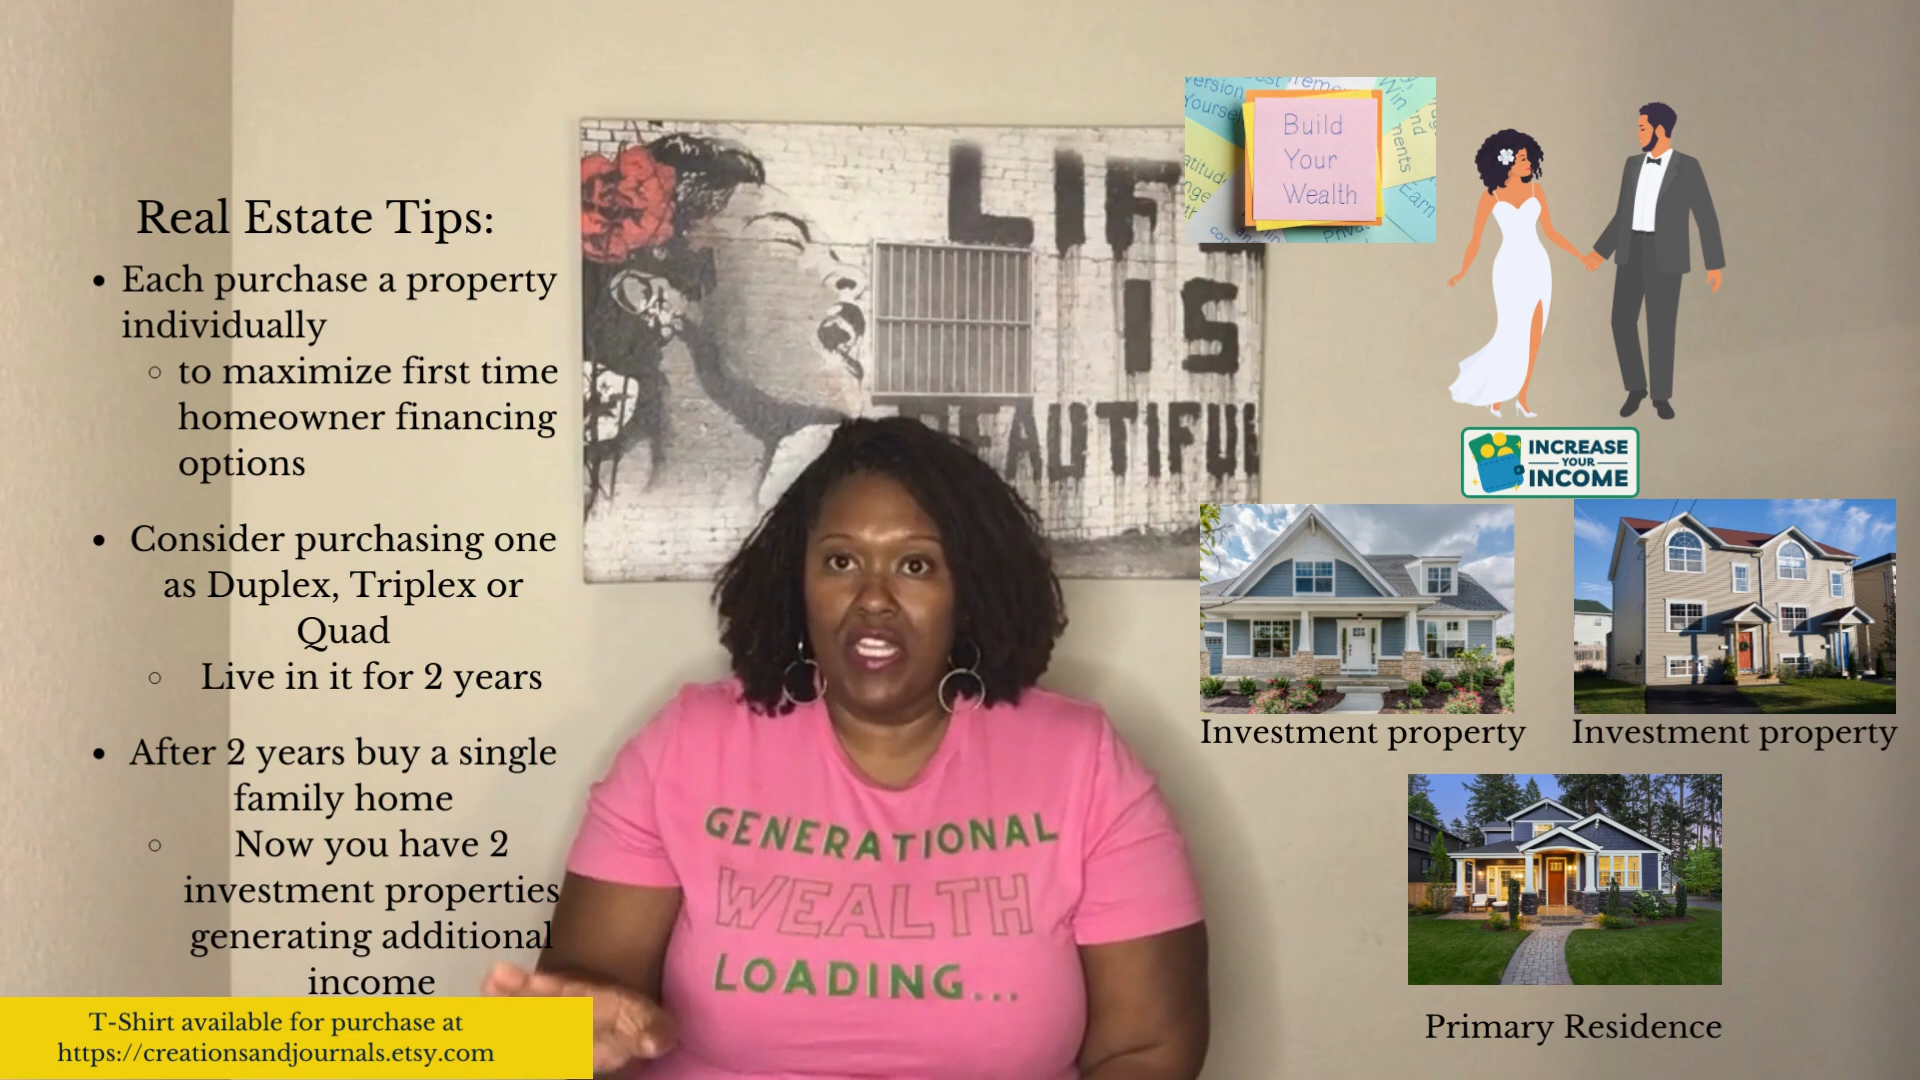 Real Estate Tips:
Each purchase a property
individually
to maximize first time
homeowner financing
options
Consider purchasing one
as Duplex, Triplex or
Quad
Live in it for 2 years
After 2 years buy a single
family home
Now you have 2
investment properties
generating additional
income
T-Shirt available for purchase at
https://creationsandjournals.etsy.com
IS
BEAUTIFUL
GENERATIONAL
WEALTH
LOADING...
Build
Your
Wealth
Earn
INCREASE
YOUR
INCOME
Investment property
Investment property
Primary Residence